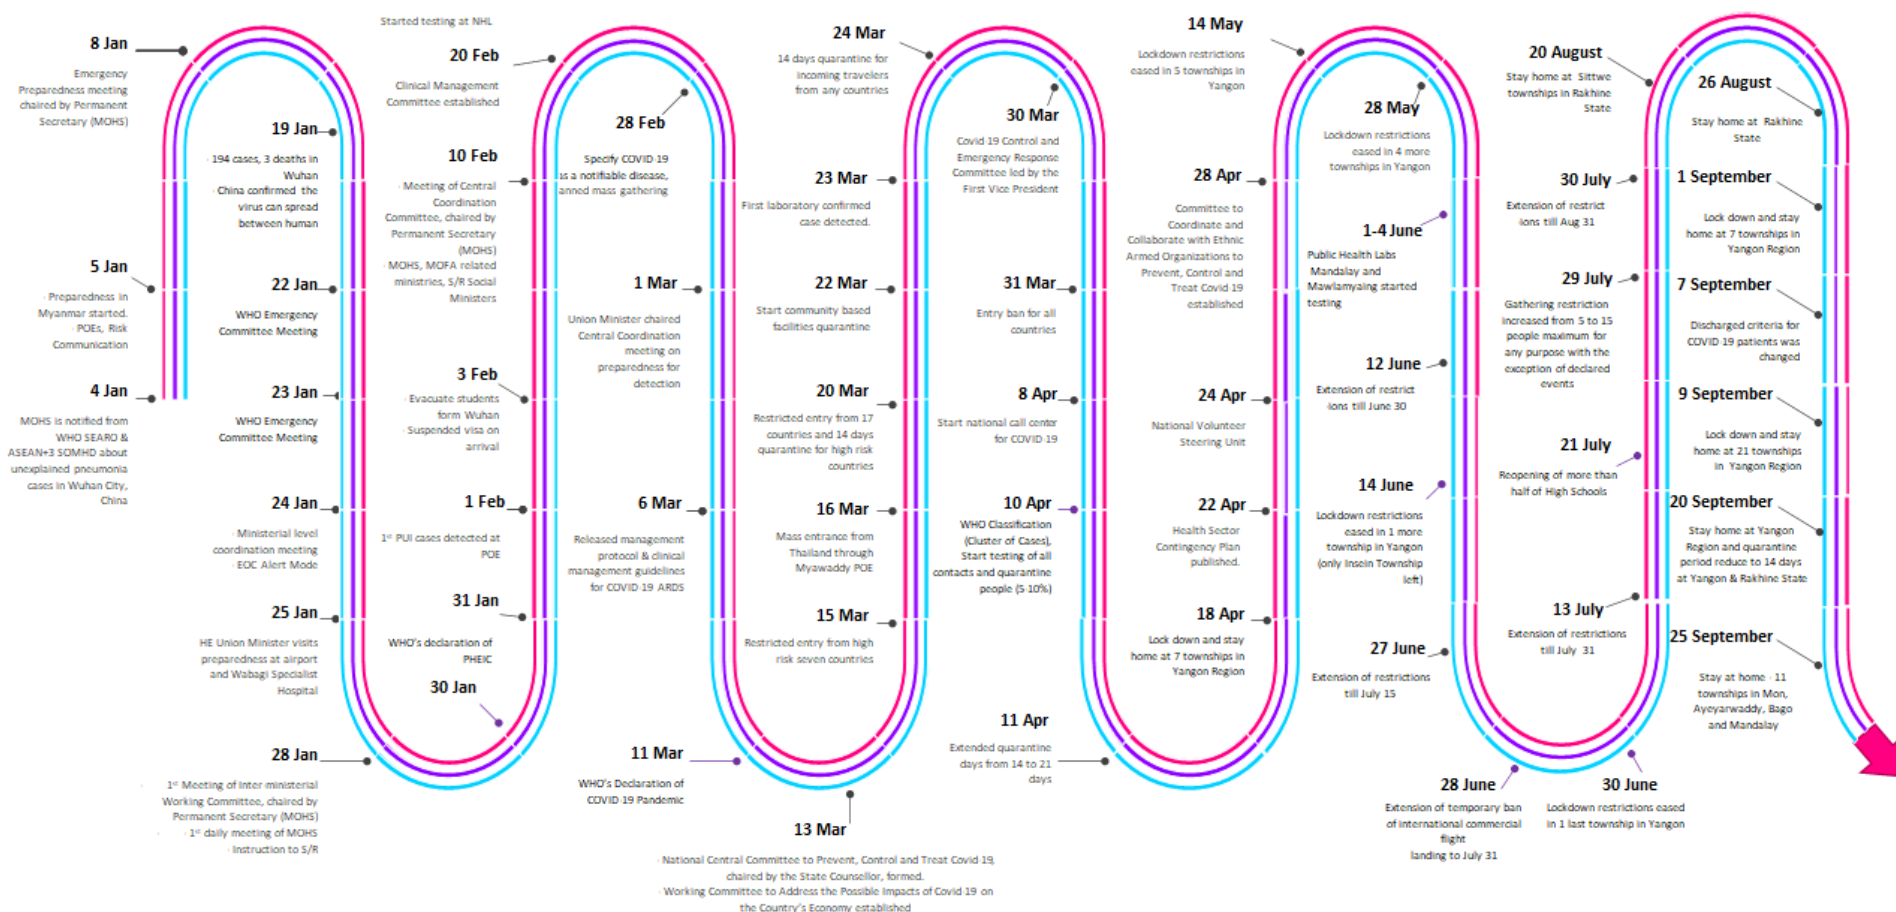 4 Jan
MOHS is notified from
WHO SEARO &
ASEAN+3 SOMHD about
unexplained pneumonia
cases in Wuhan City,
China
5 Jan
· Preparedness in
Myanmar started.
· POEs, Risk
Communication
8 Jan
Emergency
Preparedness meeting
chaired by Permanent
Secretary (MOHS)
19 Jan
· 194 cases, 3 deaths in
Wuhan
· China confirmed the
virus can spread
between human
22 Jan
WHO Emergency
Committee Meeting
23 Jan
WHO Emergency
Committee Meeting
24 Jan
· Ministerial level
coordination meeting
· EOC Alert Mode
25 Jan
HE Union Minister visits
preparedness at airport
and Wabagi Specialist
Hospital
28 Jan
· 1st Meeting of Inter ministerial
Working Committee, chaired by
Permanent Secretary (MOHS)
· 1st daily meeting of MOHS
· Instruction to S/R
30 Jan
31 Jan
WHO's declaration of
PHEIC
1 Feb
1st PUI cases detected at
POE
3 Feb
· Evacuate students
form Wuhan
· Suspended visa on
arrival
10 Feb
· Meeting of Central
Coordination
Committee, chaired by
Permanent Secretary
(MOHS)
· MOHS, MOFA related
ministries, S/R Social
Ministers
Started testing at NHL
20 Feb
Clinical Management
Committee established
28 Feb
Specify COVID 19
as a notifiable disease,
anned mass gathering
1 Mar
Union Minister chaired
Central Coordination
meeting on
preparedness for
detection
6 Mar
Released management
protocol & clinical
management guidelines
for COVID-19 ARDS
11 Mar
WHO's Declaration of
COVID 19 Pandemic
13 Mar
· National Central Committee to Prevent, Control and Treat Covid-19,
chaired by the State Counsellor, formed.
· Working Committee to Address the Possible Impacts of Covid 19 on
the Country's Economy established
15 Mar
Restricted entry from high
risk seven countries
16 Mar
Mass entrance from
Thailand through
Myawaddy POE
20 Mar
Restricted entry from 17
countries and 14 days
quarantine for high risk
countries
22 Mar
Start community based
facilities quarantine
23 Mar
First laboratory confirmed
case detected.
24 Mar
14 days quarantine for
incoming travelers
from any countries
30 Mar
Covid 19 Control and
Emergency Response
Committee led by the
First Vice President
31 Mar
Entry ban for all
countries
8 Apr
Start national call center
for COVID-19
10 Apr
WHO Classification
(Cluster of Cases),
Start testing of all
contacts and quarantine
people (5-10%)
11 Apr
Extended quarantine
days from 14 to 21
days
18 Apr
Lock down and stay
home at 7 townships in
Yangon Region
22 Apr
Health Sector
Contingency Plan
published.
24 Apr
National Volunteer
Steering Unit
28 Apr
Committee to
Coordinate and
Collaborate with Ethnic
Armed Organizations to
Prevent, Control and
Treat Covid-19
established
14 May
Lockdown restrictions
eased in 5 townships in
Yangon
28 May
Lockdown restrictions
eased in 4 more
townships in Yangon
1-4 June
Public Health Labs
Mandalay and
Mawlamyaing started
testing
12 June
Extension of restrict
-ions till June 30
14 June
Lockdown restrictions
eased in 1 more
township in Yangon
(only Insein Township
left)
27 June
Extension of restrictions
till July 15
28 June
Extension of temporary ban
of international commercial
flight
landing to July 31
30 June
Lockdown restrictions eased
in 1 last township in Yangon
13 July
Extension of restrictions
till July 31
21 July
Reopening of more than
half of High Schools
29 July
Gathering restriction
increased from 5 to 15
people maximum for
any purpose with the
exception of declared
events
30 July
Extension of restrict
-ions till Aug 31
20 August
Stay home at Sittwe
townships in Rakhine
State
26 August
Stay home at Rakhine
State
1 September
Lock down and stay
home at 7 townships in
Yangon Region
7 September
Discharged criteria for
COVID 19 patients was
changed
9 September
Lock down and stay
home at 21 townships
in Yangon Region
20 September
Stay home at Yangon
Region and quarantine
period reduce to 14 days
at Yangon & Rakhine State
25 September
Stay at home - 11
townships in Mon,
Ayeyarwaddy, Bago
and Mandalay